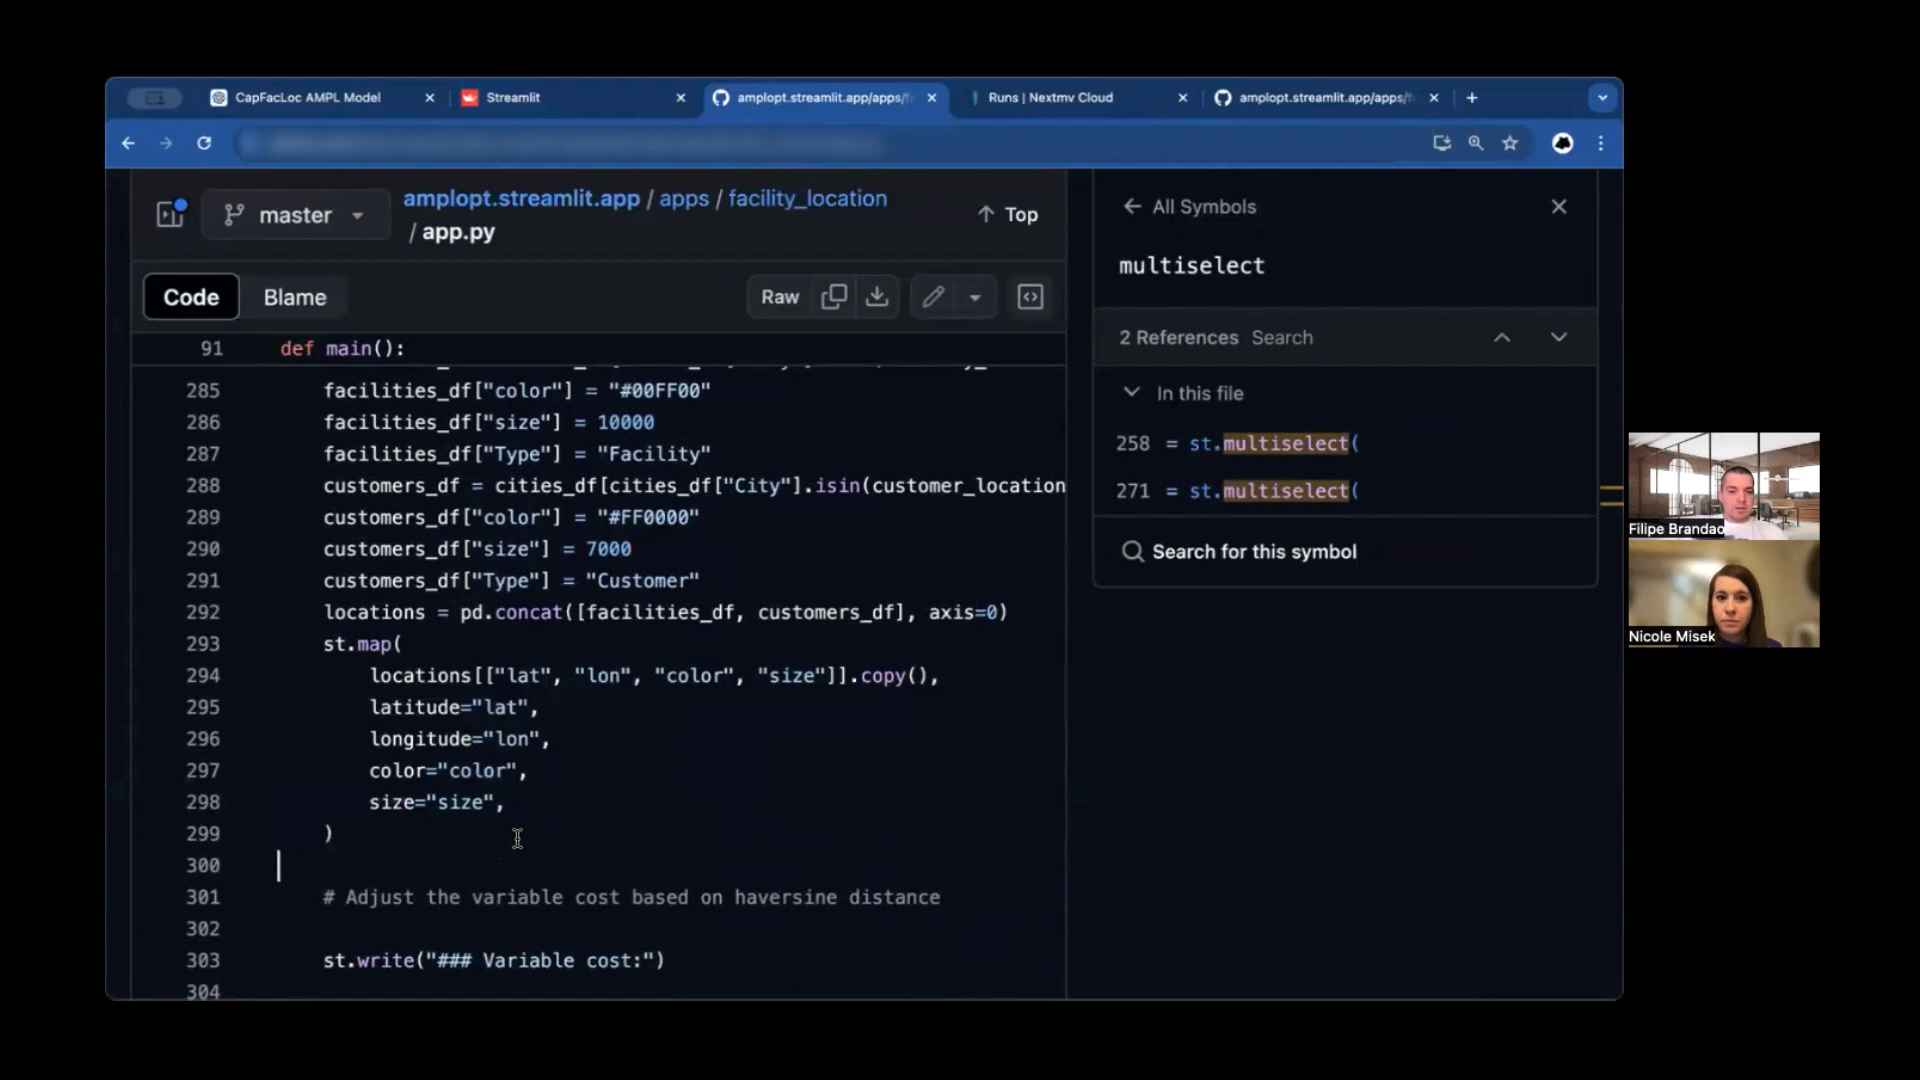 CapFacLoc AMPL Model
Streamlit
amplopt.streamlit.app/apps/f
Runs | Nextmv Cloud
amplopt.streamlit.app/apps/f
master
amplopt.streamlit.app / apps / facility_location
/ app.py
Top
Code
Blame
Raw
91 def main():
285 facilities_df["color"] = "#00FF00"
286 facilities_df["size"] = 10000
287 facilities_df["Type"] = "Facility"
288 customers_df = cities_df[cities_df["City"].isin(customer_location
289 customers_df["color"] = "#FF0000"
290 customers_df["size"] = 7000
291 customers_df["Type"] = "Customer"
292 locations = pd.concat([facilities_df, customers_df], axis=0)
293 st.map(
294 locations[["lat", "lon", "color", "size"]].copy(),
295 latitude="lat",
296 longitude="lon",
297 color="color",
298 size="size",
299 )
300
301 # Adjust the variable cost based on haversine distance
302
303 st.write("### Variable cost:")
304
All Symbols
multiselect
2 References Search
In this file
258 = st.multiselect(
271 = st.multiselect(
Search for this symbol
Filipe Brandao
Nicole Misek